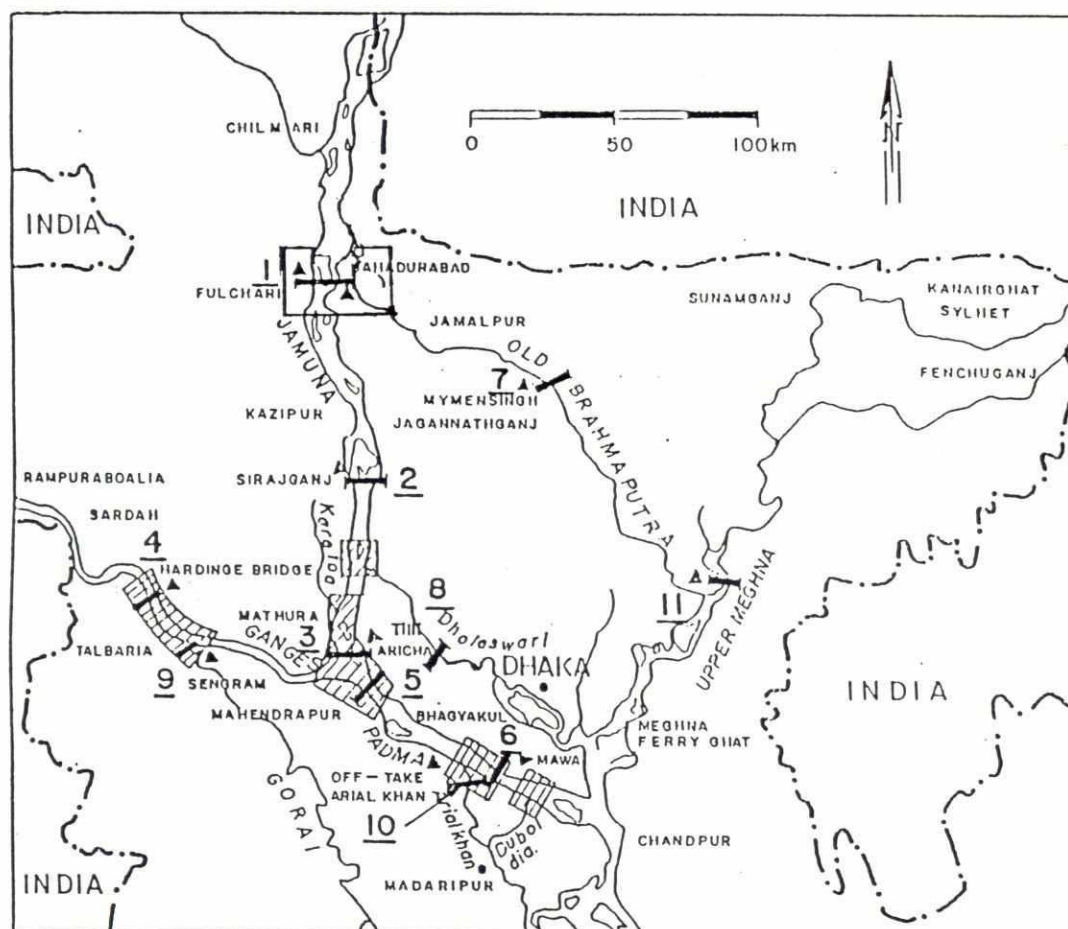 CHILMARI
0 50 100km
N
INDIA
INDIA
1
BAHADURABAD
FULCHARI
SUNAMGANJ
KANAIRGHAT
SYLHET
JAMALPUR
JAMUNA
OLD BRAHMAPUTRA
7
MYMENSINGH
JAGANNATHGANJ
FENCHUGANJ
KAZIPUR
RAMPURABOALIA
SIRAJGANJ
2
SARDAH
4
HARDINGE BRIDGE
MATHURA
8
Dholeswari
11
UPPER MEGHNA
3
ARICHA
TALBARIA
GANGES
DHAKA
9
SENGRAM
5
INDIA
MAHENDRAPUR
BHAGYAKUL
MEGHNA
FERRY GHAT
PADMA
6
MAWA
OFF-TAKE
ARIAL KHAN
GORAI
10
CHANDPUR
INDIA
MADARIPUR